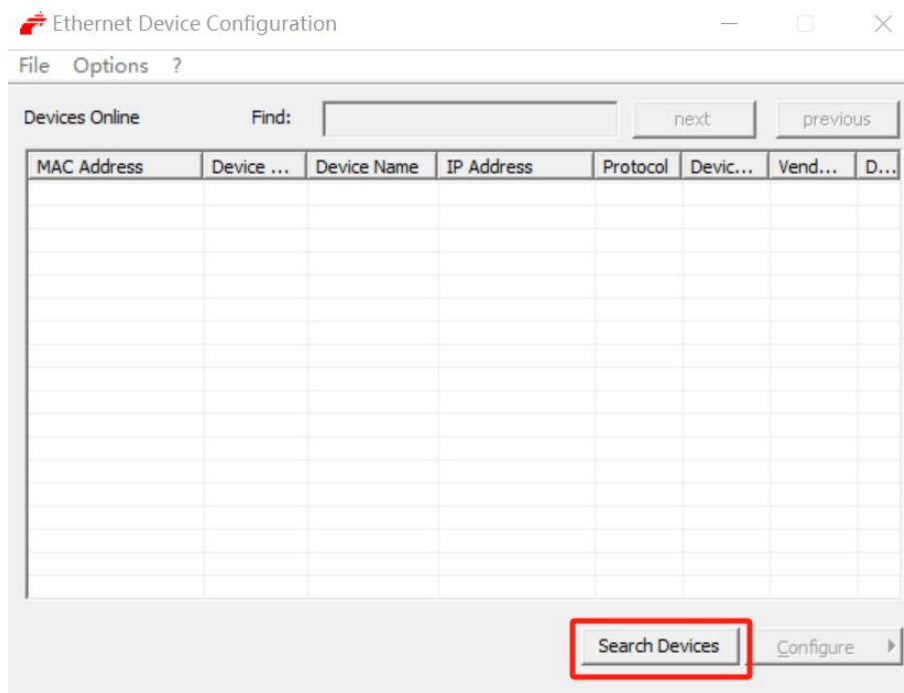 Ethernet Device Configuration
File Options ?
Devices Online Find: next previous
MAC Address Device ... Device Name IP Address Protocol Devic... Vend... D...
Search Devices Configure